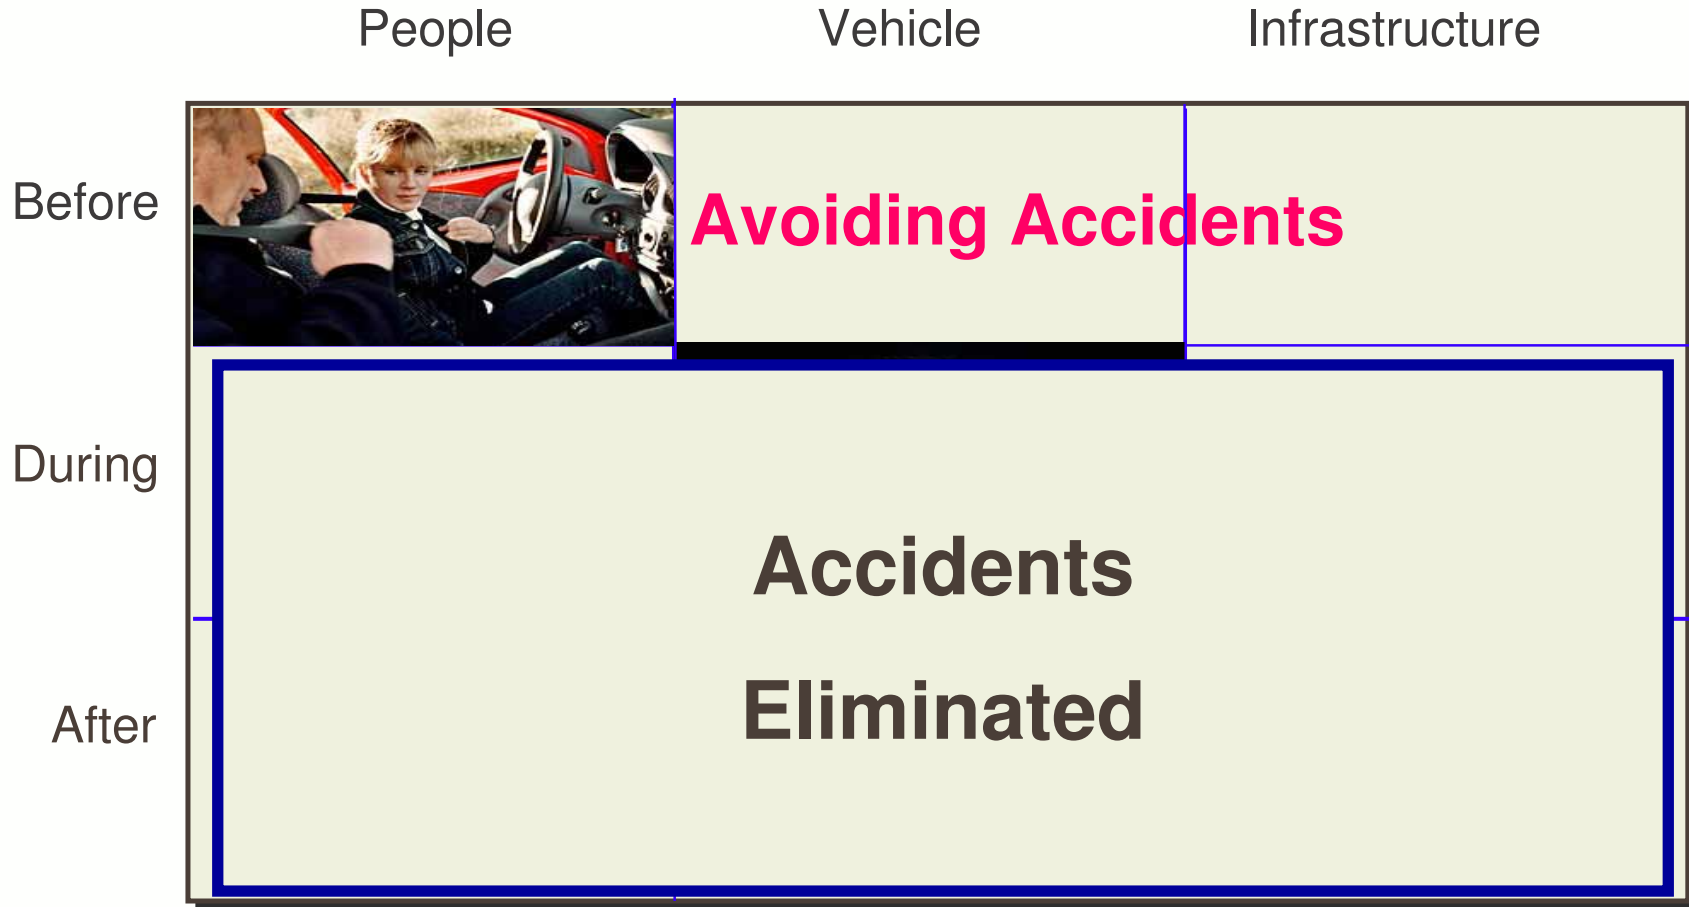 People Vehicle Infrastructure
Before
Avoiding Accidents
During
Accidents
Eliminated
After